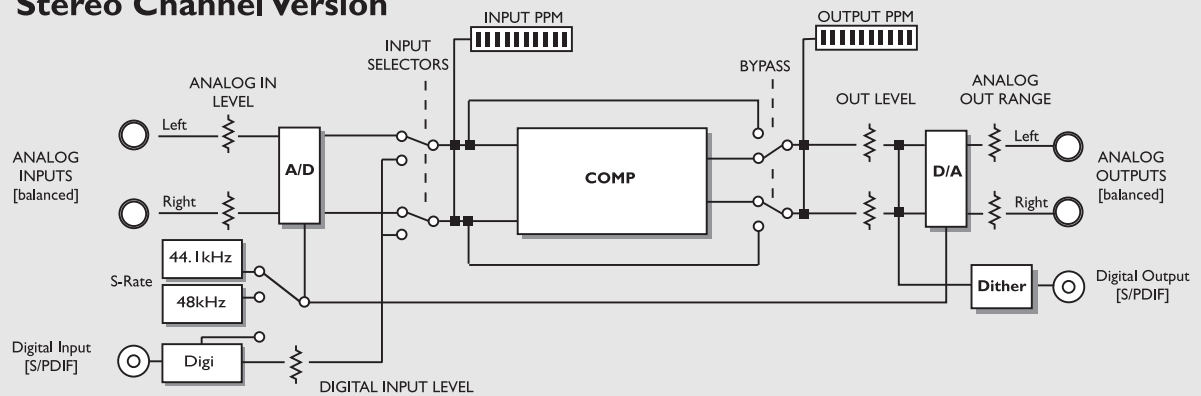 Stereo Channel Version
INPUT PPM
OUTPUT PPM
INPUT
SELECTORS
BYPASS
ANALOG IN
LEVEL
OUT LEVEL
ANALOG
OUT RANGE
Left
Left
ANALOG
INPUTS
[balanced]
A/D
COMP
D/A
ANALOG
OUTPUTS
[balanced]
Right
Right
44.1kHz
S-Rate
48kHz
Dither
Digital Output
[S/PDIF]
Digital Input
[S/PDIF]
Digi
DIGITAL INPUT LEVEL